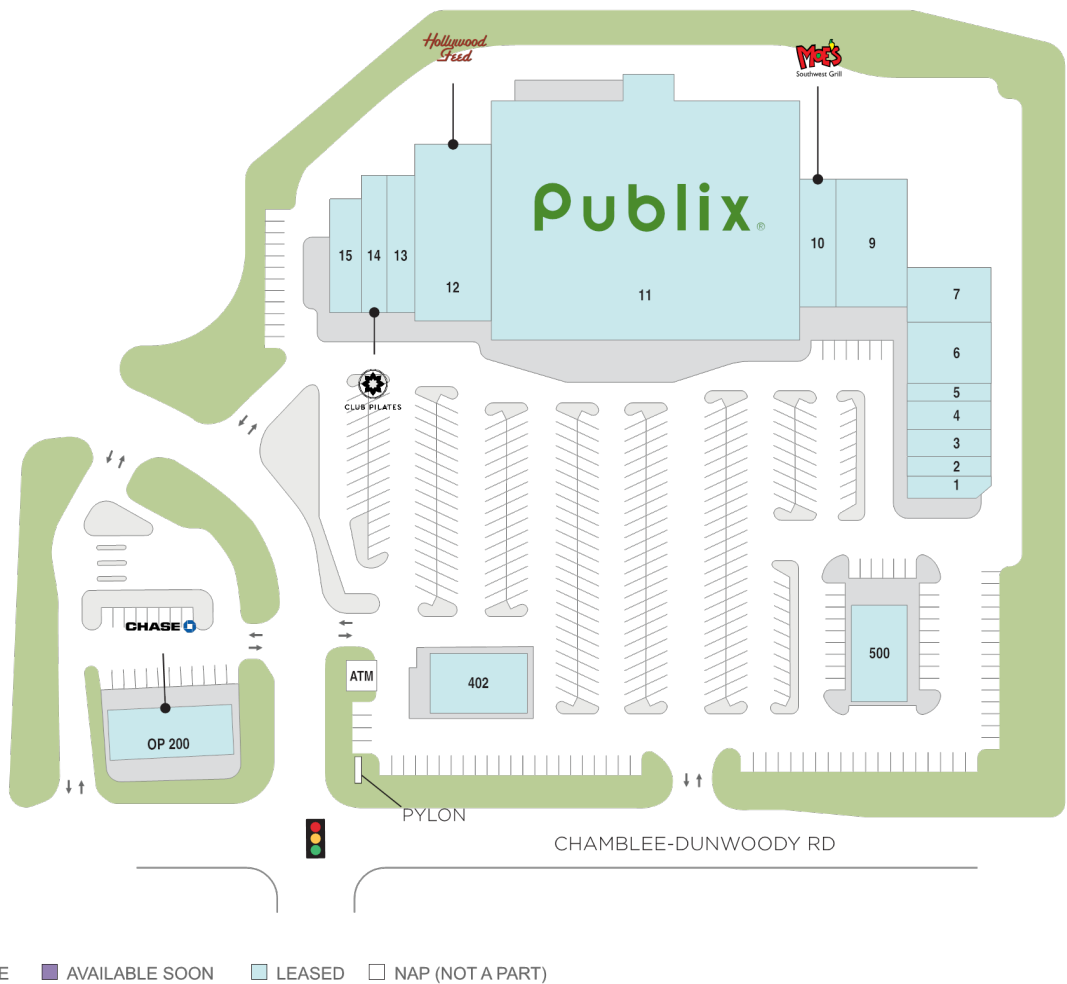 Hollywood
Feed
MOE'S
Southwest Grill
Publix®
15
14
13
12
11
10
9
7
6
5
4
3
2
1
CLUB PILATES
CHASE
OP 200
ATM
402
500
PYLON
CHAMBLEE-DUNWOODY RD
E
AVAILABLE SOON
LEASED
NAP (NOT A PART)